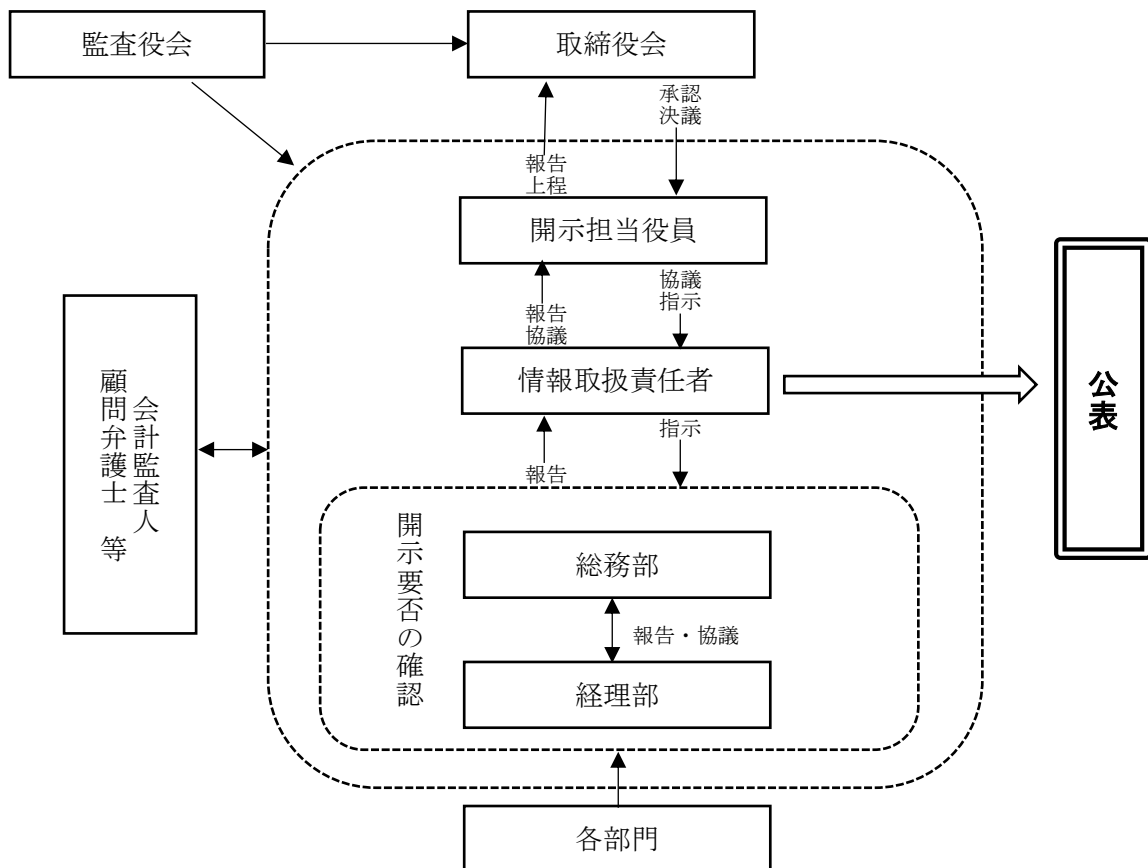 監査役会
取締役会
承認
決議
報告
上程
開示担当役員
協議
指示
報告
協議
情報取扱責任者
公表
会計監査人
顧問弁護士 等
指示
報告
開示要否の確認
総務部
報告・協議
経理部
各部門